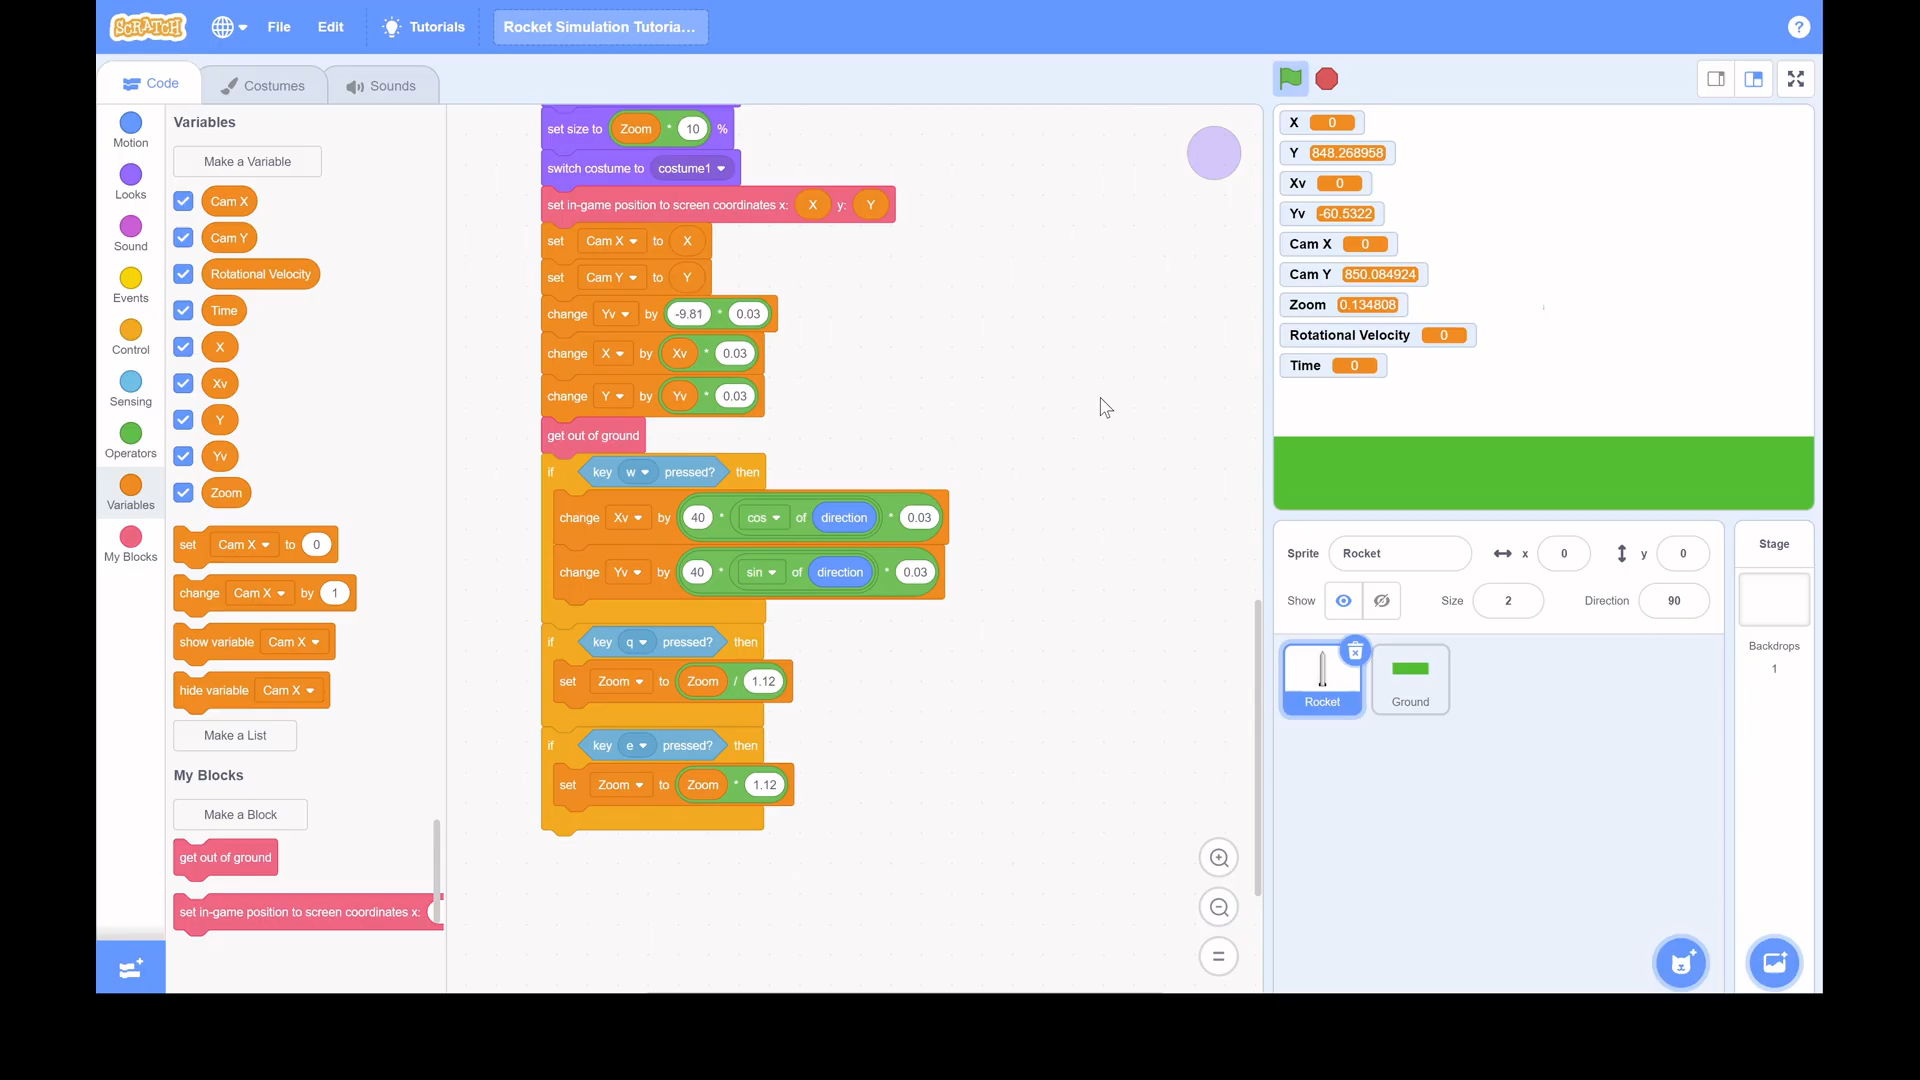 SCRATCH
File
Edit
Tutorials
Rocket Simulation Tutoria...
?
Code
Costumes
Sounds
Motion
Looks
Sound
Events
Control
Sensing
Operators
Variables
My Blocks
Variables
Make a Variable
Cam X
Cam Y
Rotational Velocity
Time
X
Xv
Y
Yv
Zoom
set Cam X to 0
change Cam X by 1
show variable Cam X
hide variable Cam X
Make a List
My Blocks
Make a Block
get out of ground
set in-game position to screen coordinates x:
set size to Zoom * 10 %
switch costume to costume1
set in-game position to screen coordinates x: X y: Y
set Cam X to X
set Cam Y to Y
change Yv by -9.81 * 0.03
change X by Xv * 0.03
change Y by Yv * 0.03
get out of ground
if key w pressed? then
change Xv by 40 * cos of direction * 0.03
change Yv by 40 * sin of direction * 0.03
if key q pressed? then
set Zoom to Zoom / 1.12
if key e pressed? then
set Zoom to Zoom * 1.12
X 0
Y 848.268958
Xv 0
Yv -60.5322
Cam X 0
Cam Y 850.084924
Zoom 0.134808
Rotational Velocity 0
Time 0
Sprite Rocket x 0 y 0
Show Size 2 Direction 90
Rocket
Ground
Stage
Backdrops
1